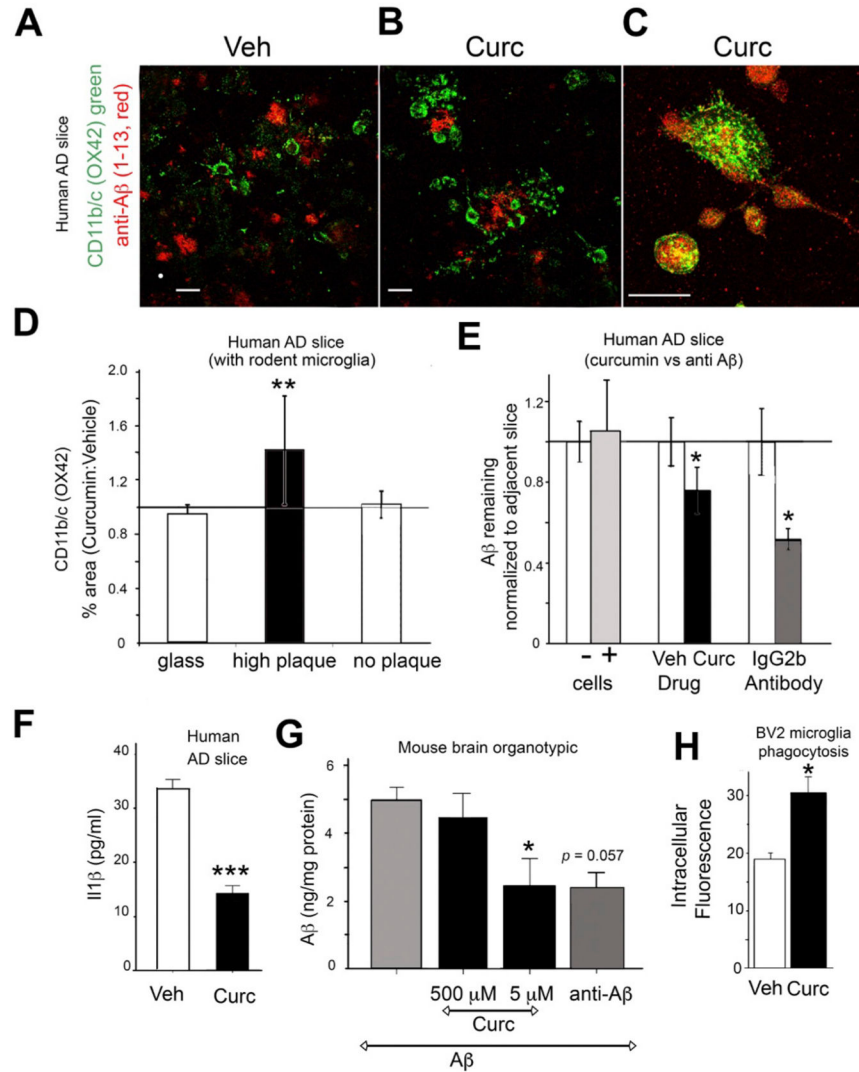 A
Veh
B
Curc
C
Curc
Human AD slice
CD11b/c (OX42) green
anti-Aβ (1-13, red)
D
Human AD slice
(with rodent microglia)
CD11b/c (OX42)
% area (Curcumin:Vehicle)
2.0
1.6
1.2
0.8
0.4
0
**
glass
high plaque
no plaque
E
Human AD slice
(curcumin vs anti Aβ)
Aβ remaining
normalized to adjacent slice
1.2
0.8
0.4
0
*
*
- +
cells
Veh Curc
Drug
IgG2b
Antibody
F
Human
AD slice
Il1β (pg/ml)
40
30
20
10
0
***
Veh
Curc
G
Mouse brain organotypic
Aβ (ng/mg protein)
6
4
2
0
*
p = 0.057
500 μM
5 μM
anti-Aβ
Curc
Aβ
H
BV2 microglia
phagocytosis
Intracellular
Fluorescence
30
20
10
0
*
Veh Curc